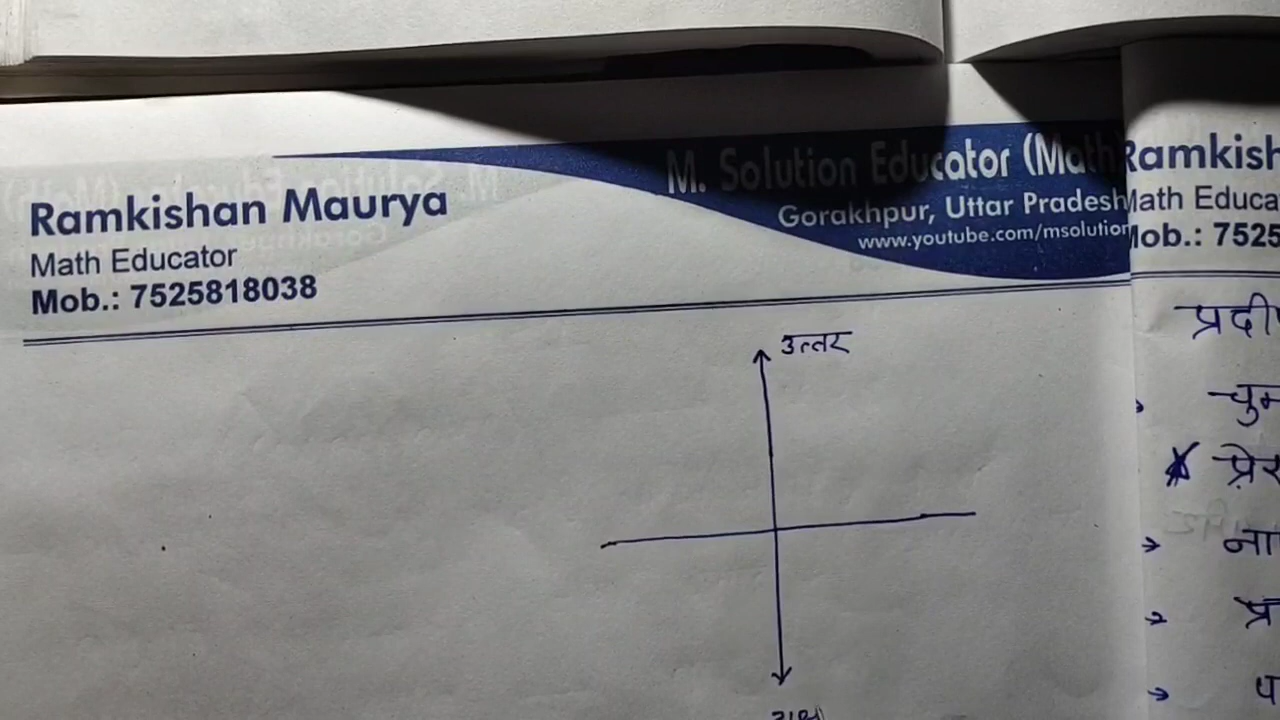 Ramkishan Maurya
Math Educator
Mob.: 7525818038
M. Solution Educator (Math
Gorakhpur, Uttar Pradesh
www.youtube.com/msolution
उत्तर
Ramkish
Math Educa
Mob.: 7525
प्रदी
चुम
प्रेर
ना
प्र
प